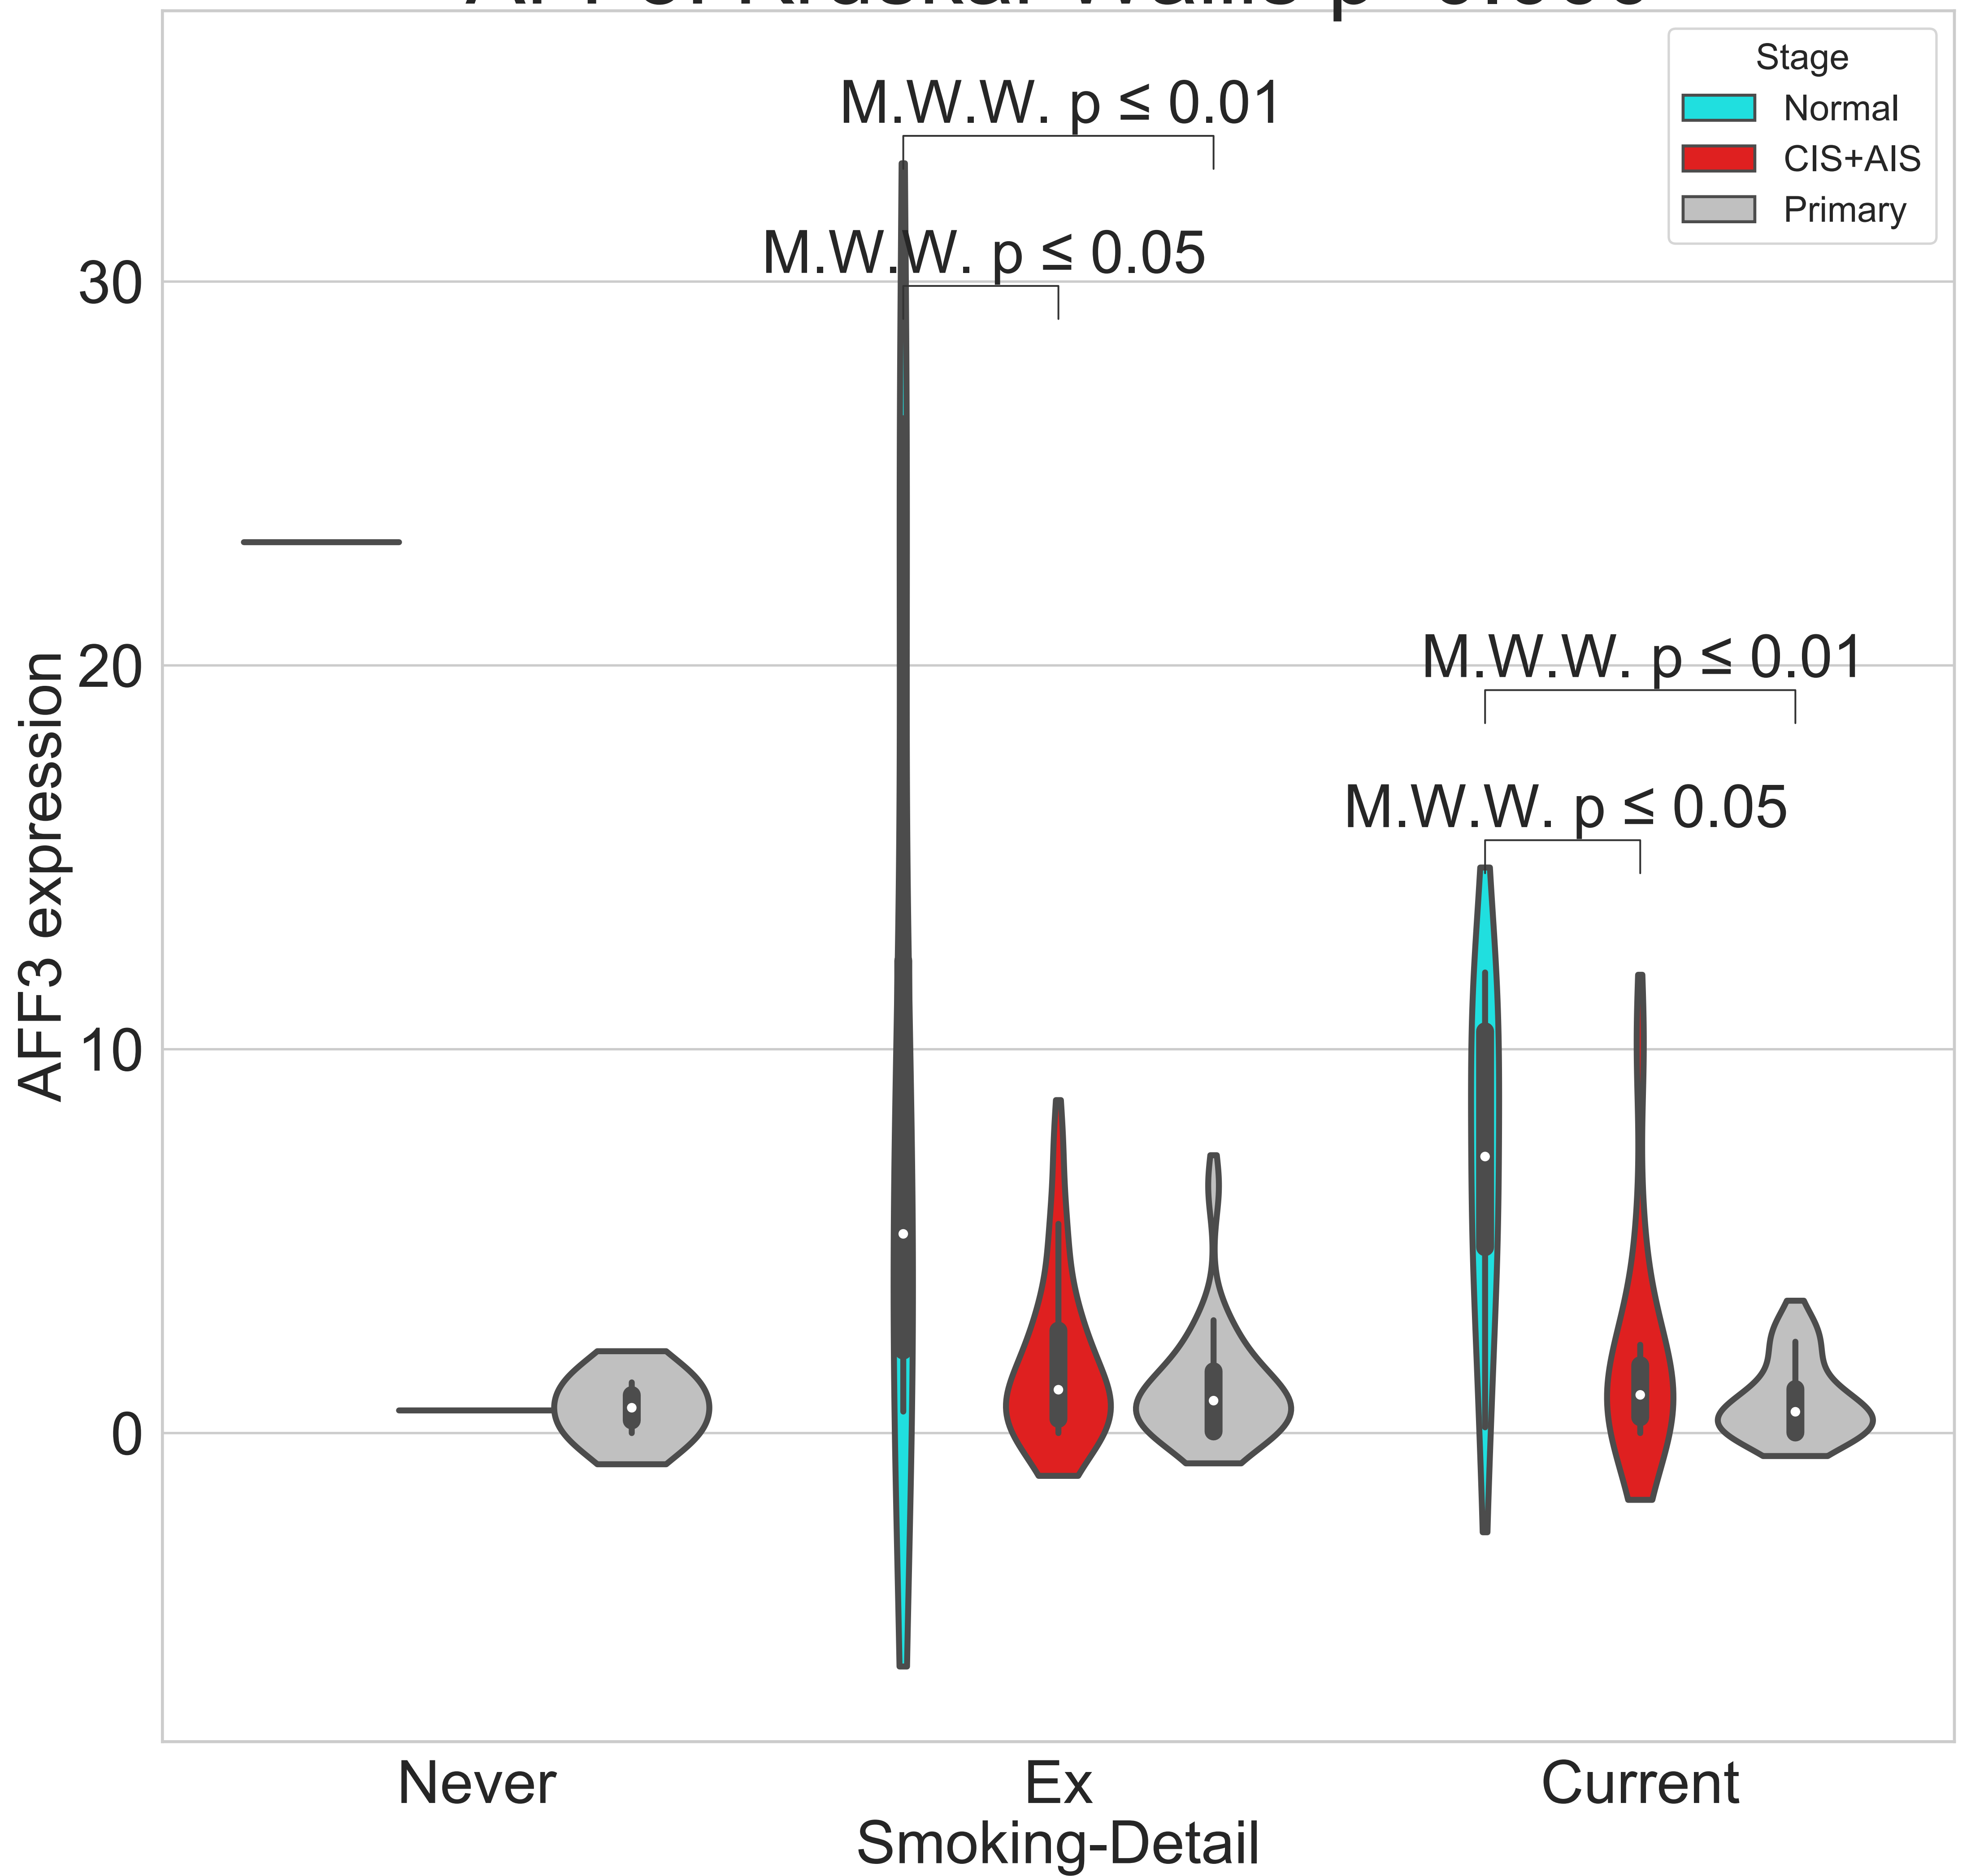 M.W.W. p ≤ 0.01
M.W.W. p ≤ 0.05
M.W.W. p ≤ 0.01
M.W.W. p ≤ 0.05
Stage
Normal
CIS+AIS
Primary
AFF3 expression
30
20
10
0
Never
Ex
Current
Smoking-Detail